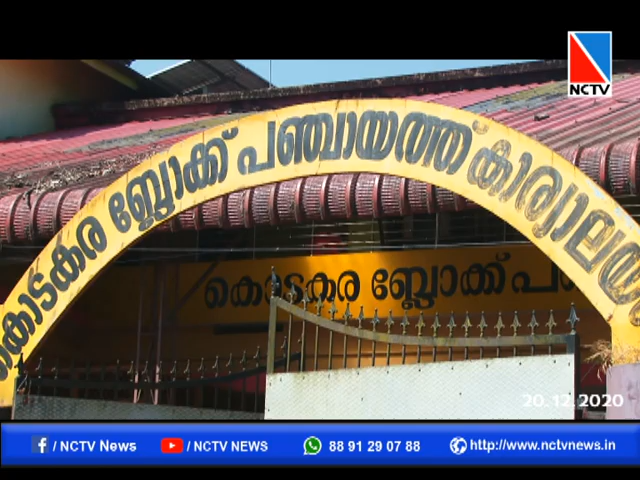 NCTV
കൊടകര ബ്ലോക്ക് പഞ്ചായത്ത് കാര്യാലയം
കൊടകര ബ്ലോക്ക് പ
20.12.2020
/ NCTV News
/ NCTV NEWS
88 91 29 07 88
http://www.nctvnews.in